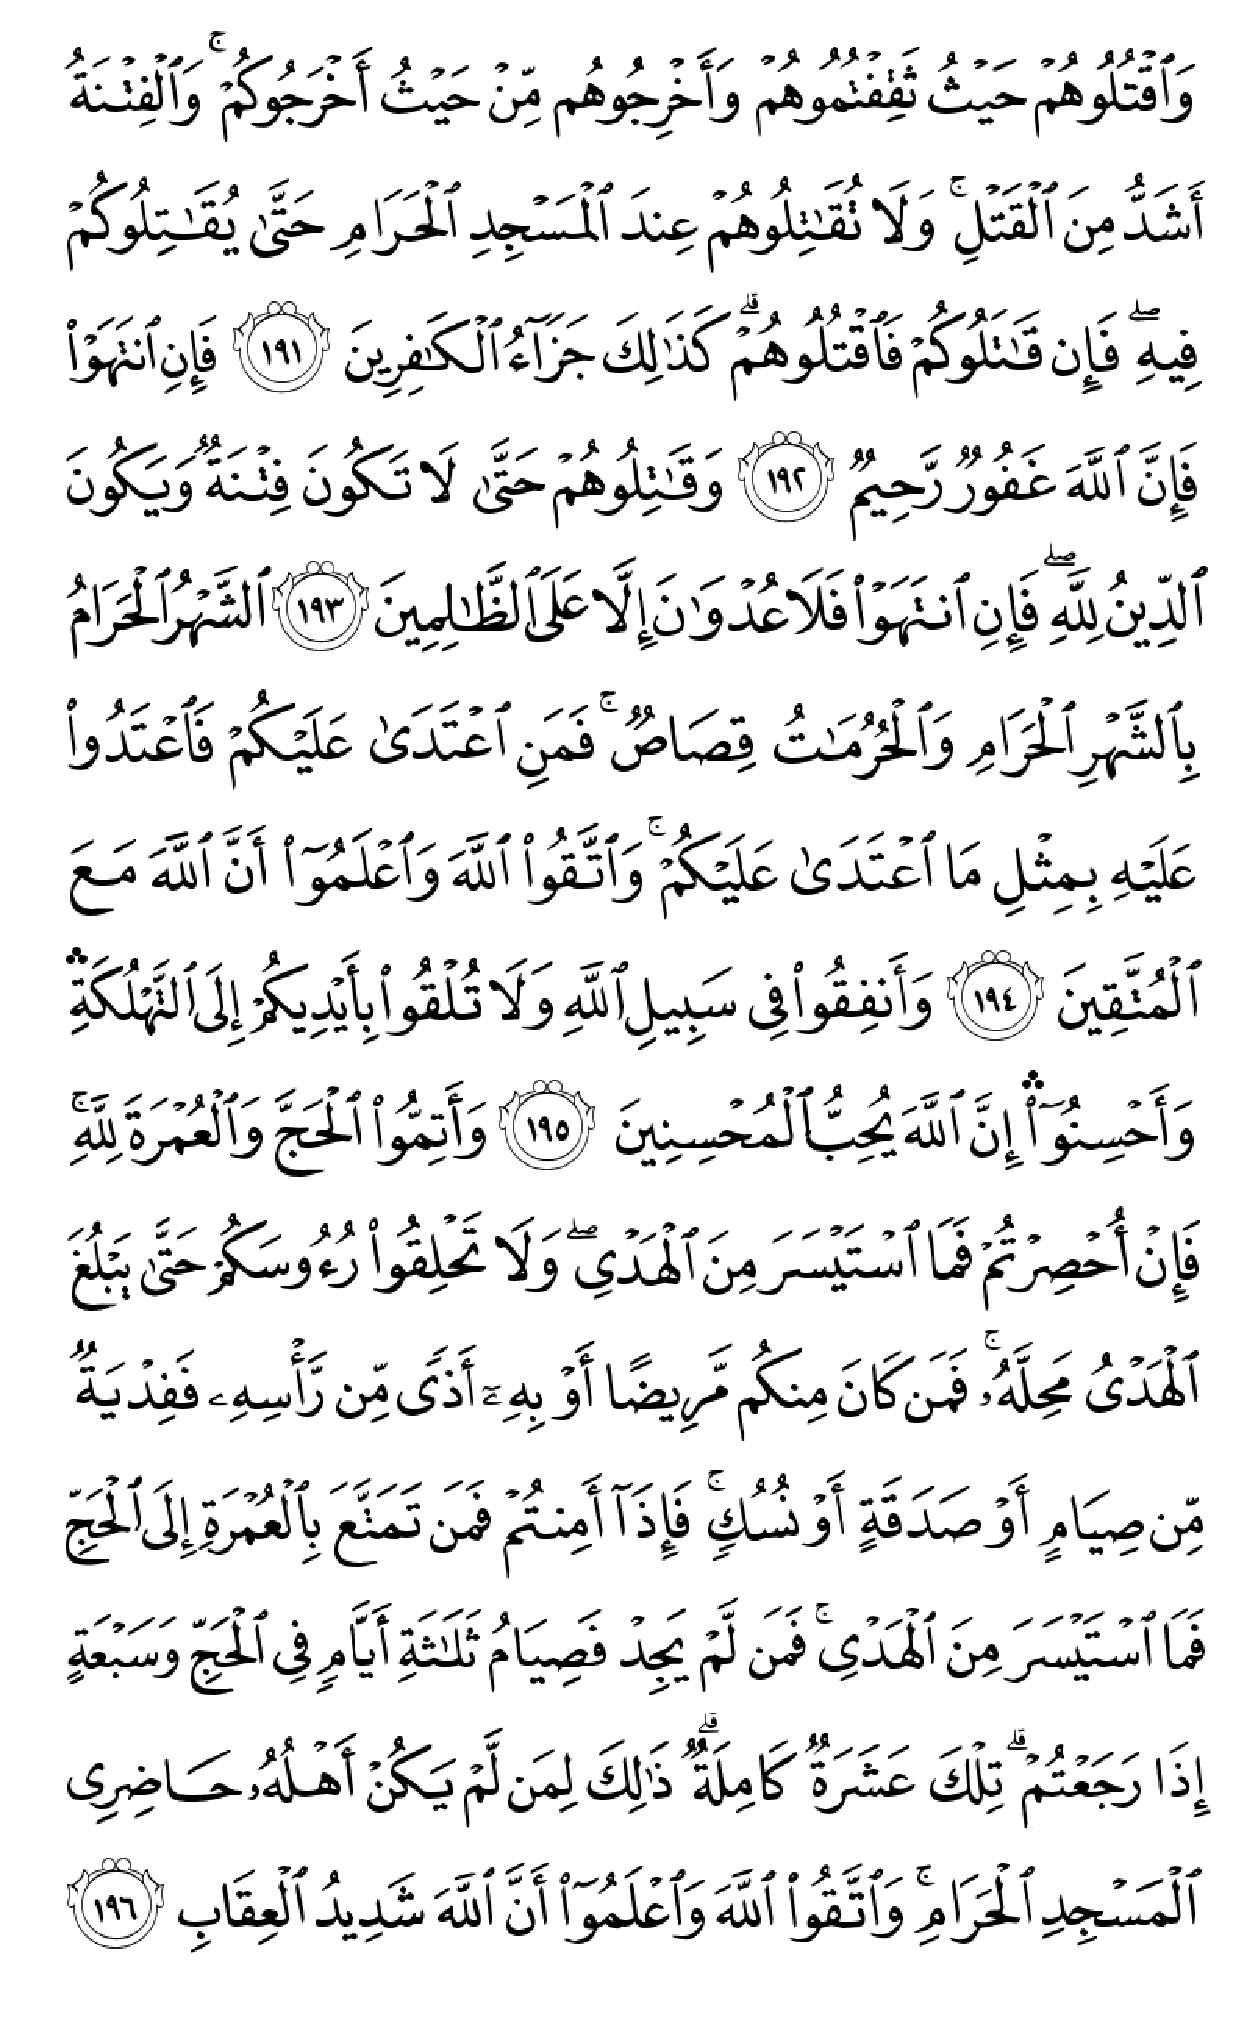 وَٱقْتُلُوهُمْ حَيْثُ ثَقِفْتُمُوهُمْ وَأَخْرِجُوهُم مِّنْ حَيْثُ أَخْرَجُوكُمْ ۚ وَٱلْفِتْنَةُ
أَشَدُّ مِنَ ٱلْقَتْلِ ۚ وَلَا تُقَـٰتِلُوهُمْ عِندَ ٱلْمَسْجِدِ ٱلْحَرَامِ حَتَّىٰ يُقَـٰتِلُوكُمْ
فِيهِ ۖ فَإِن قَـٰتَلُوكُمْ فَٱقْتُلُوهُمْ ۗ كَذَٰلِكَ جَزَآءُ ٱلْكَـٰفِرِينَ ١٩١ فَإِنِ ٱنتَهَوْا۟
فَإِنَّ ٱللَّهَ غَفُورٌ رَّحِيمٌ ١٩٢ وَقَـٰتِلُوهُمْ حَتَّىٰ لَا تَكُونَ فِتْنَةٌ وَيَكُونَ
ٱلدِّينُ لِلَّهِ ۖ فَإِنِ ٱنتَهَوْا۟ فَلَا عُدْوَٰنَ إِلَّا عَلَى ٱلظَّـٰلِمِينَ ١٩٣ ٱلشَّهْرُ ٱلْحَرَامُ
بِٱلشَّهْرِ ٱلْحَرَامِ وَٱلْحُرُمَـٰتُ قِصَاصٌ ۚ فَمَنِ ٱعْتَدَىٰ عَلَيْكُمْ فَٱعْتَدُوا۟
عَلَيْهِ بِمِثْلِ مَا ٱعْتَدَىٰ عَلَيْكُمْ ۚ وَٱتَّقُوا۟ ٱللَّهَ وَٱعْلَمُوٓا۟ أَنَّ ٱللَّهَ مَعَ
ٱلْمُتَّقِينَ ١٩٤ وَأَنفِقُوا۟ فِى سَبِيلِ ٱللَّهِ وَلَا تُلْقُوا۟ بِأَيْدِيكُمْ إِلَى ٱلتَّهْلُكَةِ ۛ
وَأَحْسِنُوٓا۟ ۛ إِنَّ ٱللَّهَ يُحِبُّ ٱلْمُحْسِنِينَ ١٩٥ وَأَتِمُّوا۟ ٱلْحَجَّ وَٱلْعُمْرَةَ لِلَّهِ ۚ
فَإِنْ أُحْصِرْتُمْ فَمَا ٱسْتَيْسَرَ مِنَ ٱلْهَدْىِ ۖ وَلَا تَحْلِقُوا۟ رُءُوسَكُمْ حَتَّىٰ يَبْلُغَ
ٱلْهَدْىُ مَحِلَّهُۥ ۚ فَمَن كَانَ مِنكُم مَّرِيضًا أَوْ بِهِۦٓ أَذًى مِّن رَّأْسِهِۦ فَفِدْيَةٌ
مِّن صِيَامٍ أَوْ صَدَقَةٍ أَوْ نُسُكٍ ۚ فَإِذَآ أَمِنتُمْ فَمَن تَمَتَّعَ بِٱلْعُمْرَةِ إِلَى ٱلْحَجِّ
فَمَا ٱسْتَيْسَرَ مِنَ ٱلْهَدْىِ ۚ فَمَن لَّمْ يَجِدْ فَصِيَامُ ثَلَـٰثَةِ أَيَّامٍ فِى ٱلْحَجِّ وَسَبْعَةٍ
إِذَا رَجَعْتُمْ ۗ تِلْكَ عَشَرَةٌ كَامِلَةٌ ۗ ذَٰلِكَ لِمَن لَّمْ يَكُنْ أَهْلُهُۥ حَاضِرِى
ٱلْمَسْجِدِ ٱلْحَرَامِ ۚ وَٱتَّقُوا۟ ٱللَّهَ وَٱعْلَمُوٓا۟ أَنَّ ٱللَّهَ شَدِيدُ ٱلْعِقَابِ ١٩٦